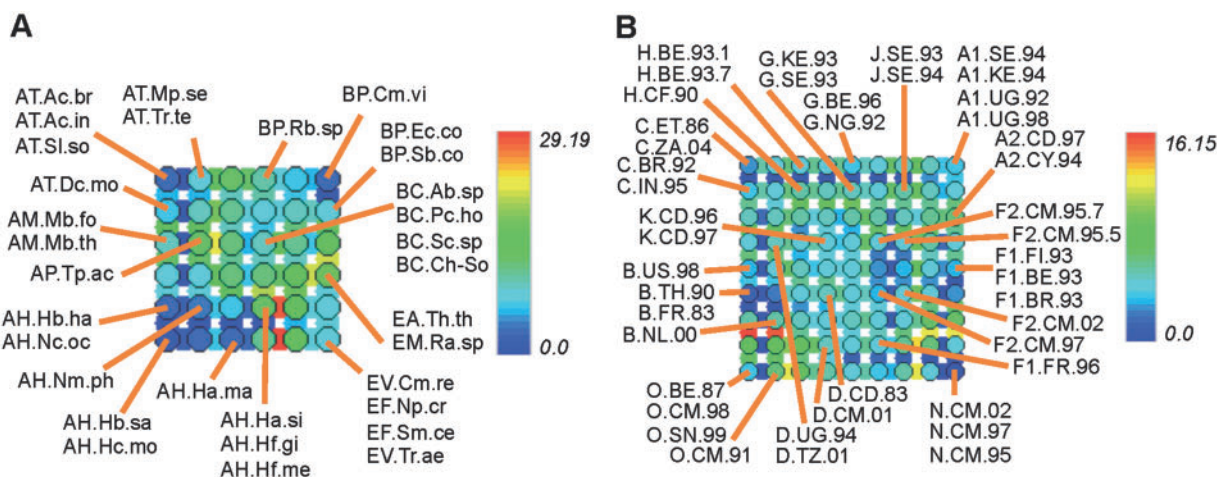 A
AT.Ac.br
AT.Ac.in
AT.Sl.so
AT.Mp.se
AT.Tr.te
BP.Rb.sp
BP.Cm.vi
BP.Ec.co
BP.Sb.co
BC.Ab.sp
BC.Pc.ho
BC.Sc.sp
BC.Ch-So
AT.Dc.mo
AM.Mb.fo
AM.Mb.th
AP.Tp.ac
AH.Hb.ha
AH.Nc.oc
AH.Nm.ph
AH.Hb.sa
AH.Hc.mo
AH.Ha.ma
AH.Ha.si
AH.Hf.gi
AH.Hf.me
EA.Th.th
EM.Ra.sp
EV.Cm.re
EF.Np.cr
EF.Sm.ce
EV.Tr.ae
29.19
0.0
B
H.BE.93.1
H.BE.93.7
H.CF.90
G.KE.93
G.SE.93
G.BE.96
G.NG.92
J.SE.93
J.SE.94
A1.SE.94
A1.KE.94
A1.UG.92
A1.UG.98
A2.CD.97
A2.CY.94
C.ET.86
C.ZA.04
C.BR.92
C.IN.95
K.CD.96
K.CD.97
B.US.98
B.TH.90
B.FR.83
B.NL.00
F2.CM.95.7
F2.CM.95.5
F1.FI.93
F1.BE.93
F1.BR.93
F2.CM.02
F2.CM.97
F1.FR.96
O.BE.87
O.CM.98
O.SN.99
O.CM.91
D.CD.83
D.CM.01
D.UG.94
D.TZ.01
N.CM.02
N.CM.97
N.CM.95
16.15
0.0